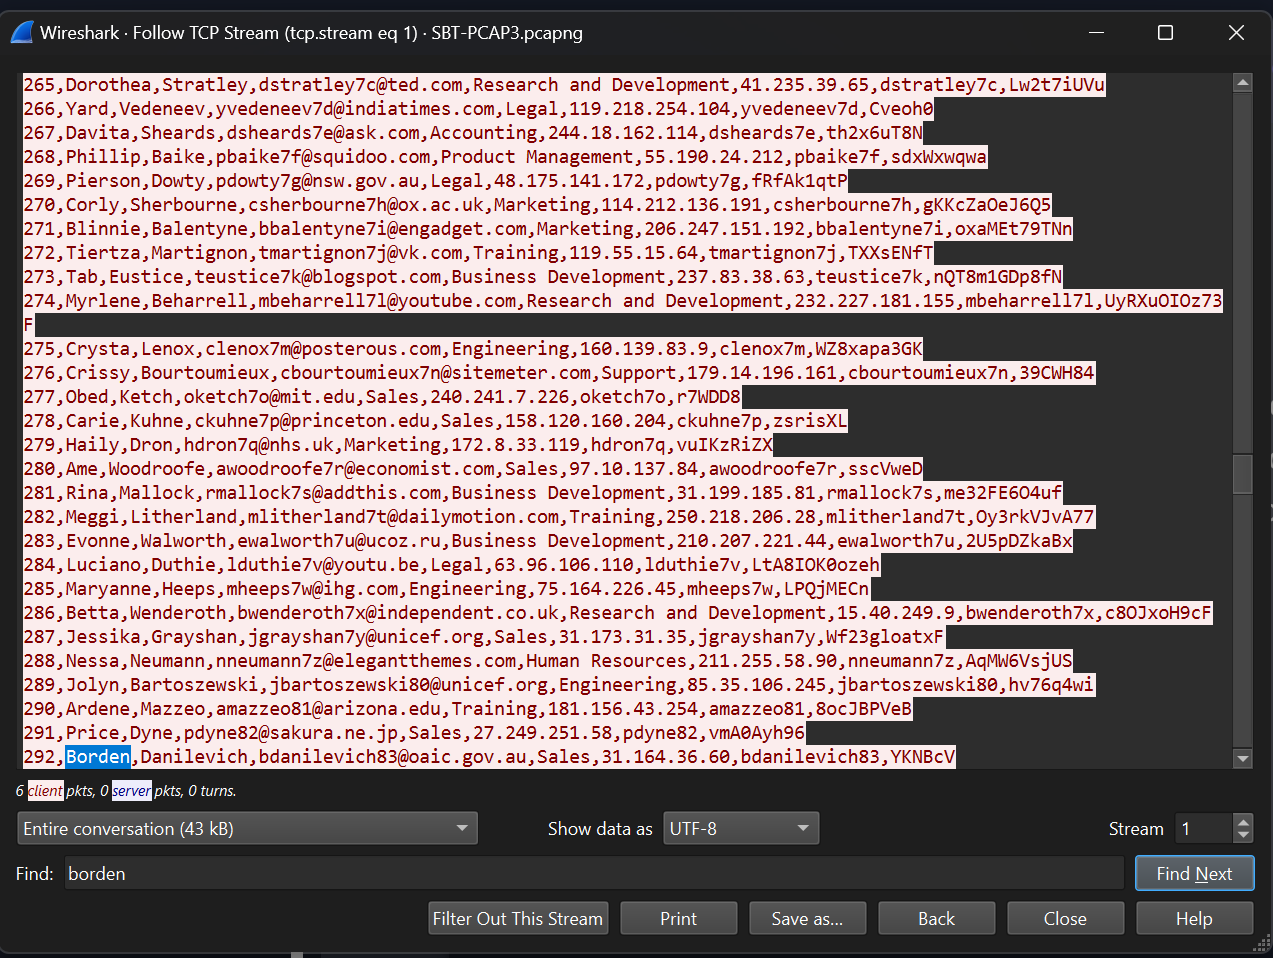 Wireshark · Follow TCP Stream (tcp.stream eq 1) · SBT-PCAP3.pcapng
265,Dorothea,Stratley,dstratley7c@ted.com,Research and Development,41.235.39.65,dstratley7c,Lw2t7iUVu
266,Yard,Vedeneev,yvedeneev7d@indiatimes.com,Legal,119.218.254.104,yvedeneev7d,Cveoh0
267,Davita,Sheards,dsheards7e@ask.com,Accounting,244.18.162.114,dsheards7e,th2x6uT8N
268,Phillip,Baike,pbaike7f@squidoo.com,Product Management,55.190.24.212,pbaike7f,sdxWxwqwa
269,Pierson,Dowty,pdowty7g@nsw.gov.au,Legal,48.175.141.172,pdowty7g,fRfAk1qtP
270,Corly,Sherbourne,csherbourne7h@ox.ac.uk,Marketing,114.212.136.191,csherbourne7h,gKKcZaOeJ6Q5
271,Blinnie,Balentyne,bbalentyne7i@engadget.com,Marketing,206.247.151.192,bbalentyne7i,oxaMEt79TNn
272,Tiertza,Martignon,tmartignon7j@vk.com,Training,119.55.15.64,tmartignon7j,TXXsENfT
273,Tab,Eustice,teustice7k@blogspot.com,Business Development,237.83.38.63,teustice7k,nQT8m1GDp8fN
274,Myrlene,Beharrell,mbeharrell7l@youtube.com,Research and Development,232.227.181.155,mbeharrell7l,UyRXuOIOz73
F
275,Crysta,Lenox,clenox7m@posterous.com,Engineering,160.139.83.9,clenox7m,WZ8xapa3GK
276,Crissy,Bourtoumieux,cbourtoumieux7n@sitemeter.com,Support,179.14.196.161,cbourtoumieux7n,39CWH84
277,Obed,Ketch,oketch7o@mit.edu,Sales,240.241.7.226,oketch7o,r7WDD8
278,Carie,Kuhne,ckuhne7p@princeton.edu,Sales,158.120.160.204,ckuhne7p,zsrisXL
279,Haily,Dron,hdron7q@nhs.uk,Marketing,172.8.33.119,hdron7q,vuIKzRiZX
280,Ame,Woodroofe,awoodroofe7r@economist.com,Sales,97.10.137.84,awoodroofe7r,sscVweD
281,Rina,Mallock,rmallock7s@addthis.com,Business Development,31.199.185.81,rmallock7s,me32FE6O4uf
282,Meggi,Litherland,mlitherland7t@dailymotion.com,Training,250.218.206.28,mlitherland7t,Oy3rkVJvA77
283,Evonne,Walworth,ewalworth7u@ucoz.ru,Business Development,210.207.221.44,ewalworth7u,2U5pDZkaBx
284,Luciano,Duthie,lduthie7v@youtu.be,Legal,63.96.106.110,lduthie7v,LtA8IOK0ozeh
285,Maryanne,Heeps,mheeps7w@ihg.com,Engineering,75.164.226.45,mheeps7w,LPQjMECn
286,Betta,Wenderoth,bwenderoth7x@independent.co.uk,Research and Development,15.40.249.9,bwenderoth7x,c8OJxoH9cF
287,Jessika,Grayshan,jgrayshan7y@unicef.org,Sales,31.173.31.35,jgrayshan7y,Wf23gloatxF
288,Nessa,Neumann,nneumann7z@elegantthemes.com,Human Resources,211.255.58.90,nneumann7z,AqMW6VsjUS
289,Jolyn,Bartoszewski,jbartoszewski80@unicef.org,Engineering,85.35.106.245,jbartoszewski80,hv76q4wi
290,Ardene,Mazzeo,amazzeo81@arizona.edu,Training,181.156.43.254,amazzeo81,8ocJBPVeB
291,Price,Dyne,pdyne82@sakura.ne.jp,Sales,27.249.251.58,pdyne82,vmA0Ayh96
292,Borden,Danilevich,bdanilevich83@oaic.gov.au,Sales,31.164.36.60,bdanilevich83,YKNBcV
6 client pkts, 0 server pkts, 0 turns.
Entire conversation (43 kB) Show data as UTF-8 Stream 1
Find: borden Find Next
Filter Out This Stream Print Save as... Back Close Help